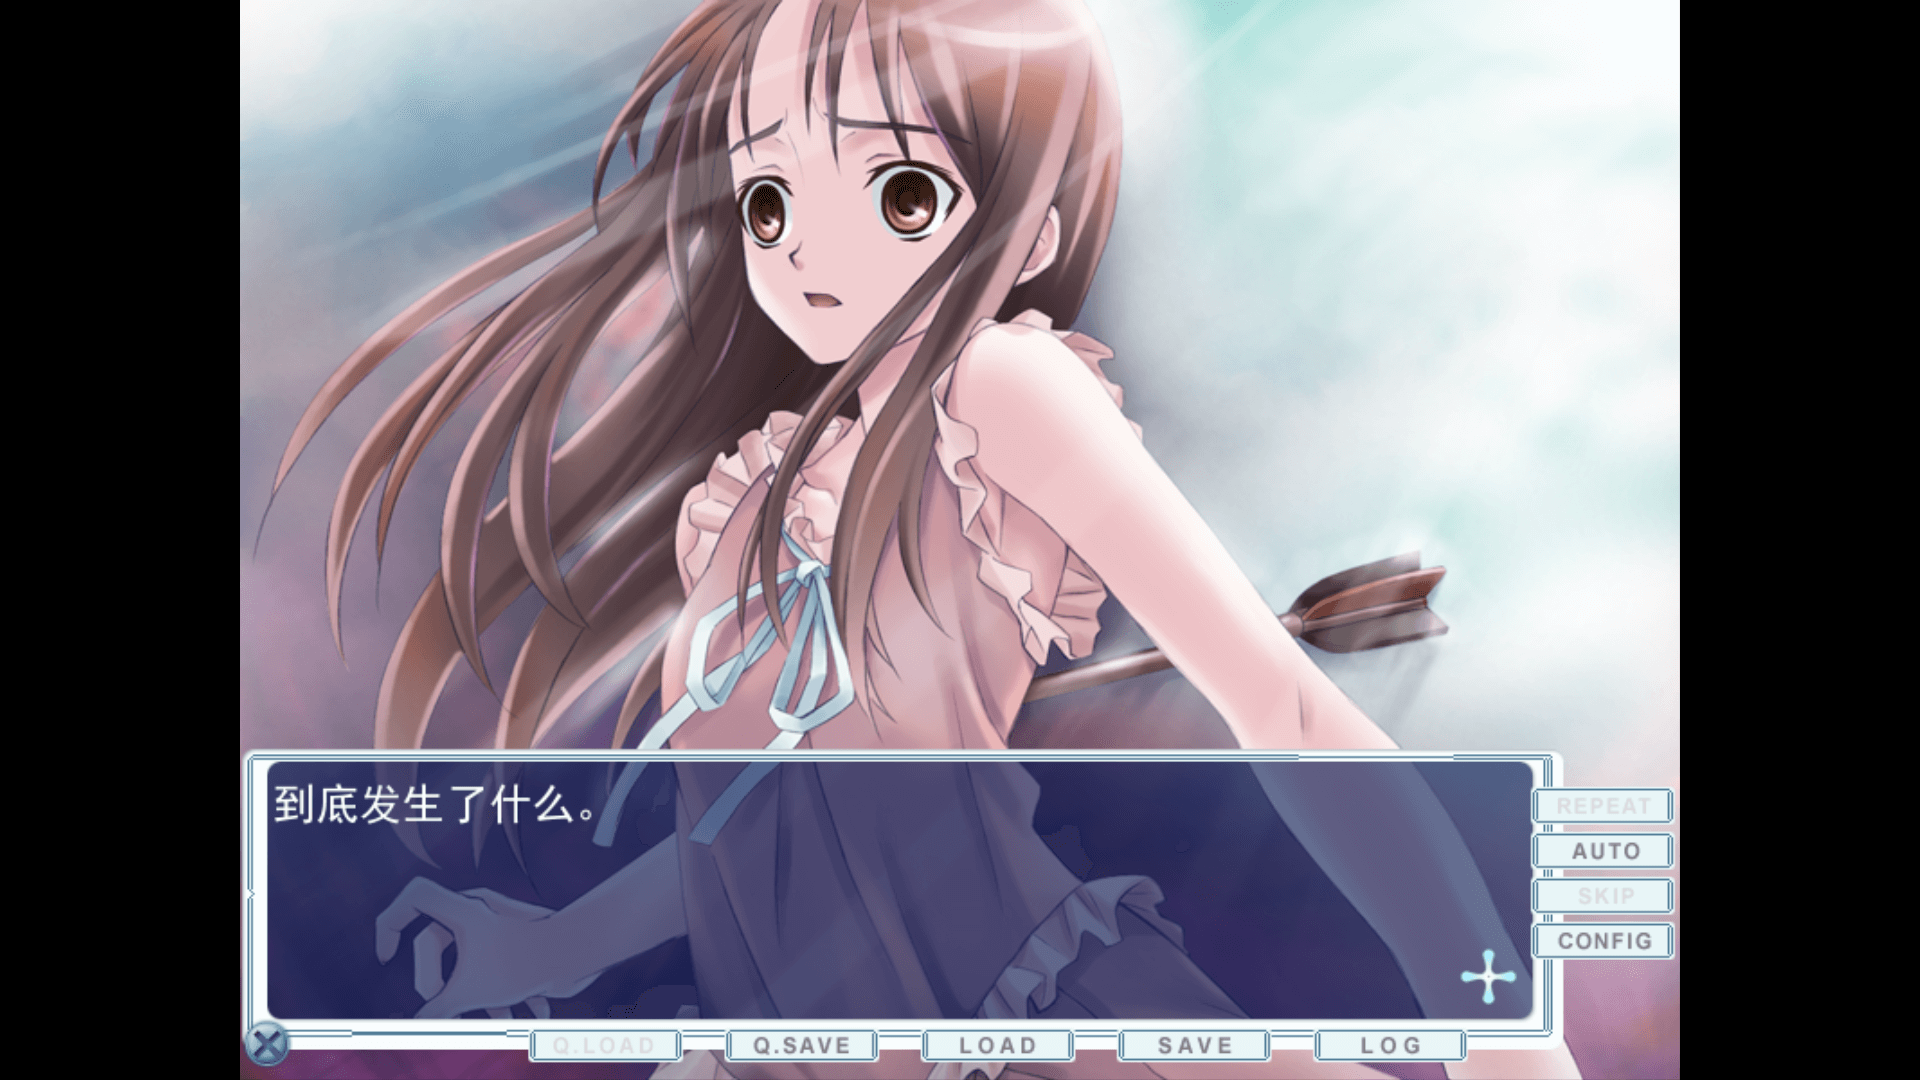 到底发生了什么。
REPEAT
AUTO
SKIP
CONFIG
Q.LOAD
Q.SAVE
LOAD
SAVE
LOG